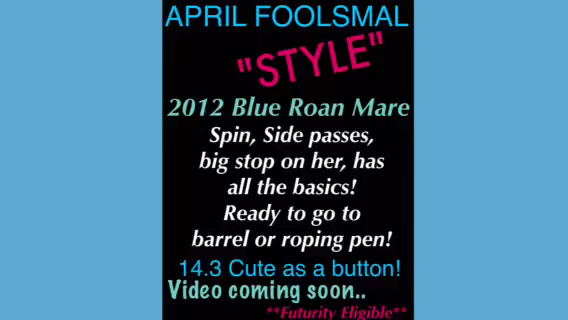 APRIL FOOLSMAL
"STYLE"
2012 Blue Roan Mare
Spin, Side passes,
big stop on her, has
all the basics!
Ready to go to
barrel or roping pen!
14.3 Cute as a button!
Video coming soon..
**Futurity Eligible**